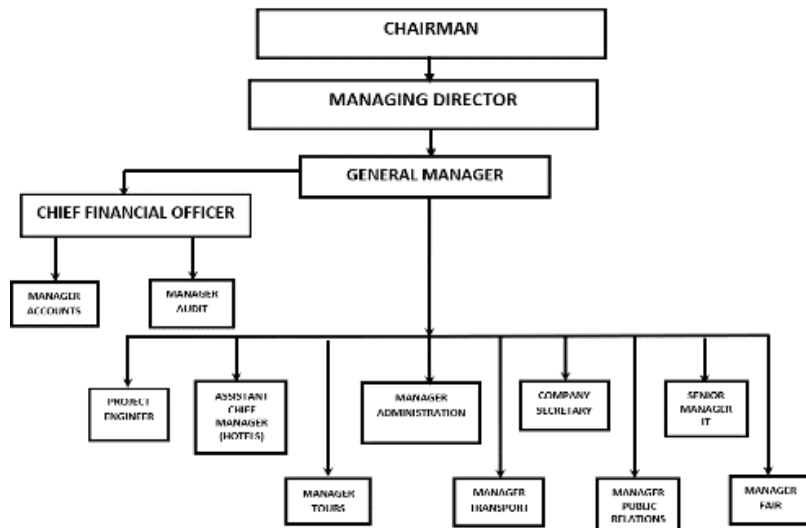 CHAIRMAN
MANAGING DIRECTOR
GENERAL MANAGER
CHIEF FINANCIAL OFFICER
MANAGER
ACCOUNTS
MANAGER
AUDIT
PROJECT
ENGINEER
ASSISTANT
CHIEF
MANAGER
(HOTELS)
MANAGER
ADMINISTRATION
COMPANY
SECRETARY
SENIOR
MANAGER
IT
MANAGER
TOURS
MANAGER
TRANSPORT
MANAGER
PUBLIC
RELATIONS
MANAGER
FAIR